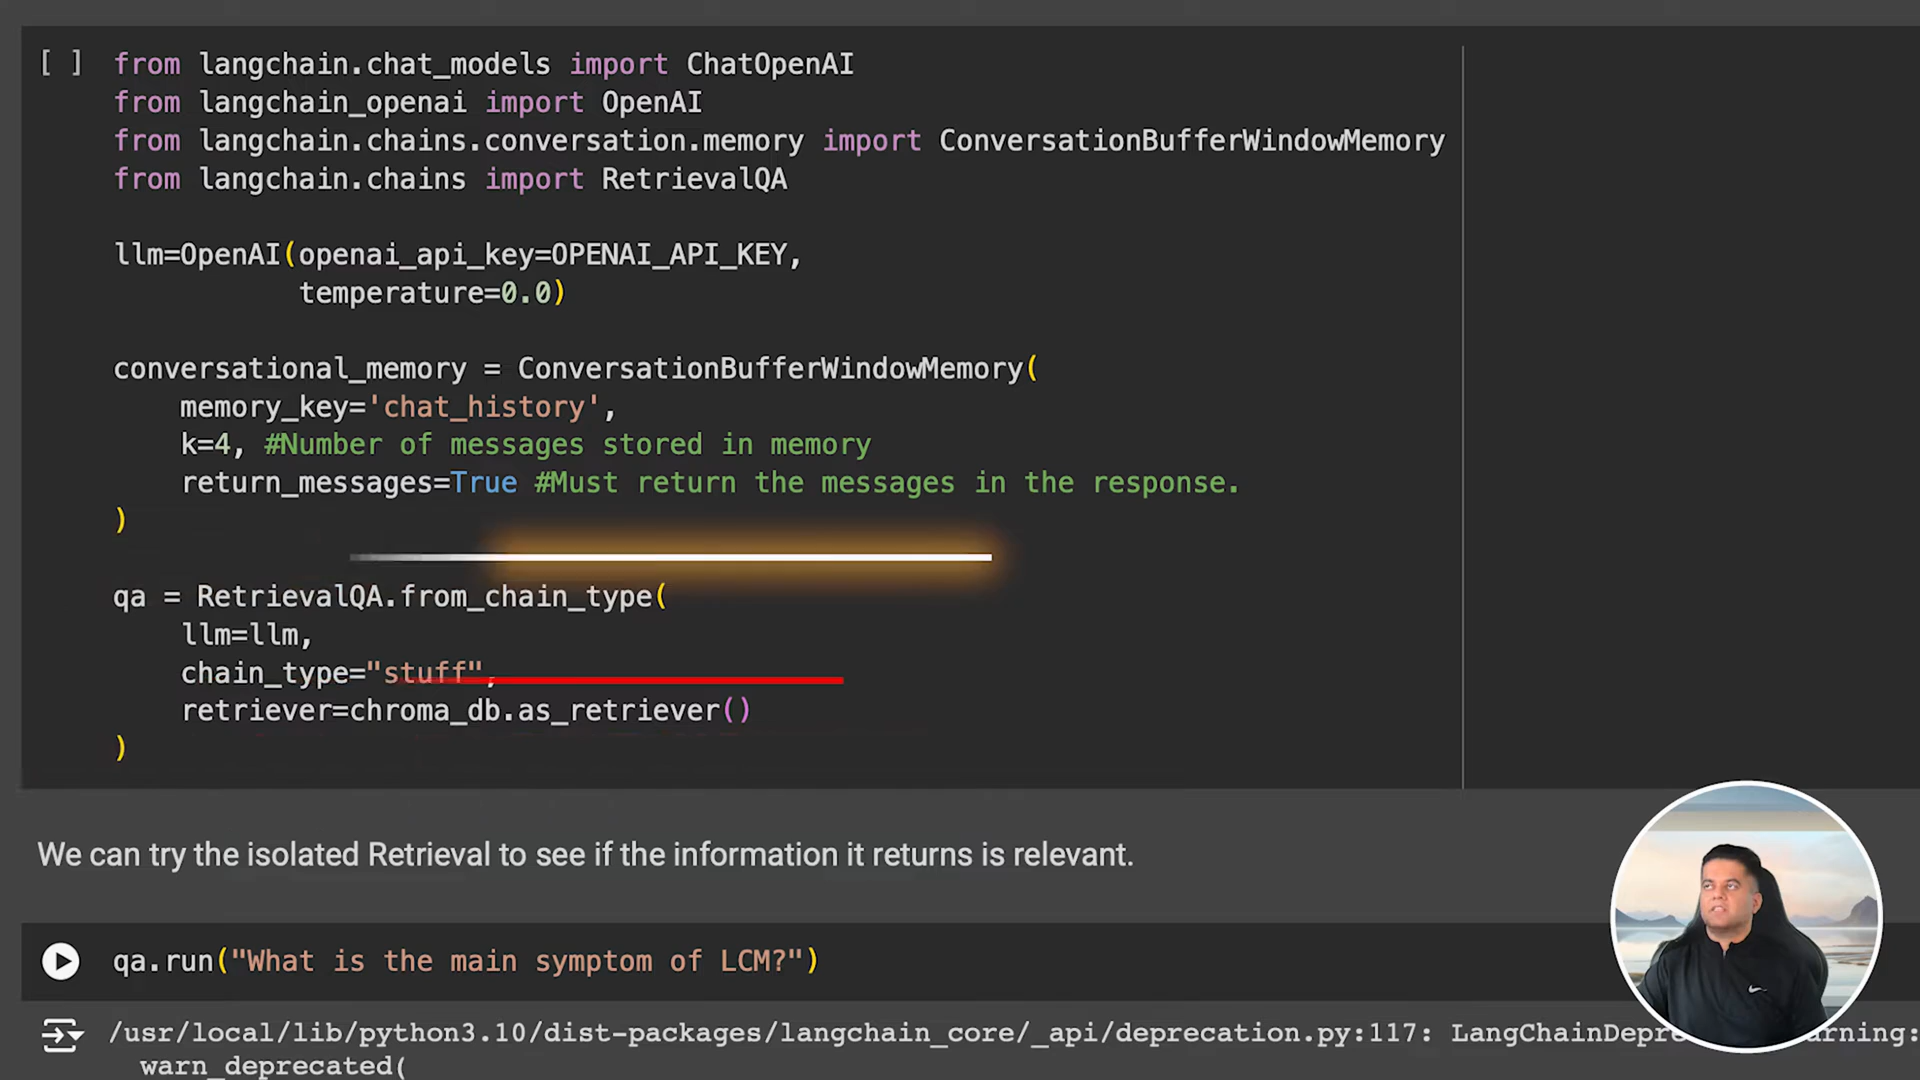 [ ] from langchain.chat_models import ChatOpenAI
from langchain_openai import OpenAI
from langchain.chains.conversation.memory import ConversationBufferWindowMemory
from langchain.chains import RetrievalQA
llm=OpenAI(openai_api_key=OPENAI_API_KEY,
temperature=0.0)
conversational_memory = ConversationBufferWindowMemory(
memory_key='chat_history',
k=4, #Number of messages stored in memory
return_messages=True #Must return the messages in the response.
)
qa = RetrievalQA.from_chain_type(
llm=llm,
chain_type="stuff",
retriever=chroma_db.as_retriever()
)
We can try the isolated Retrieval to see if the information it returns is relevant.
qa.run("What is the main symptom of LCM?")
/usr/local/lib/python3.10/dist-packages/langchain_core/_api/deprecation.py:117:
warn_deprecated(